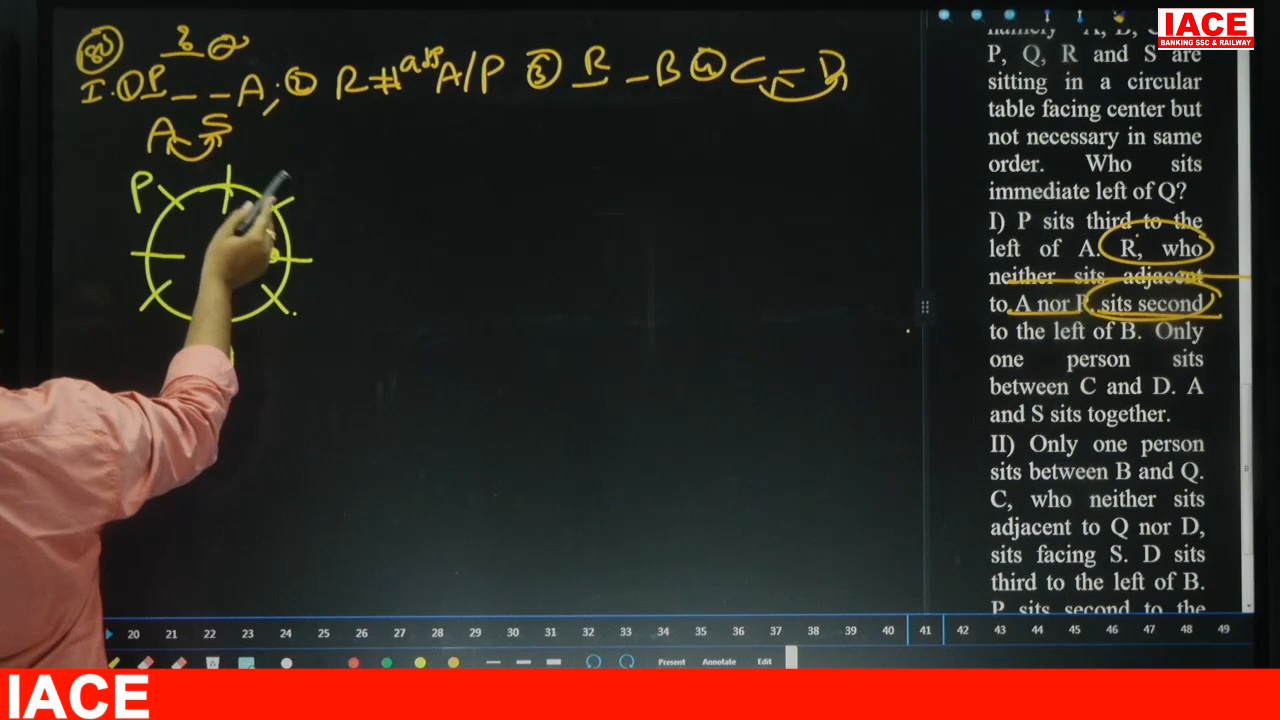 IACE
BANKING SSC & RAILWAY
P, Q, R and S are
sitting in a circular
table facing center but
not necessary in same
order. Who sits
immediate left of Q?
I) P sits third to the
left of A. R, who
neither sits adjacent
to A nor P, sits second
to the left of B. Only
one person sits
between C and D. A
and S sits together.
II) Only one person
sits between B and Q.
C, who neither sits
adjacent to Q nor D,
sits facing S. D sits
third to the left of B.
P sits second to the
I. ① P _ _ A; ② R ≠ A/P ③ R _ B ④ C _ D
A S
P
20 21 22 23 24 25 26 27 28 29 30 31 32 33 34 35 36 37 38 39 40 41 42 43 44 45 46 47 48 49
Present Annotate Edit
IACE